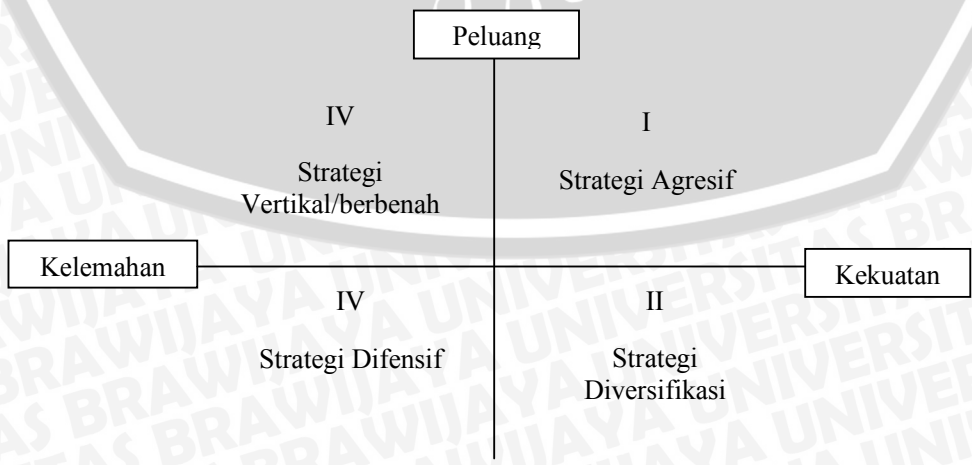 Peluang
IV
Strategi
Vertikal/berbenah
I
Strategi Agresif
Kelemahan
Kekuatan
IV
Strategi Difensif
II
Strategi
Diversifikasi